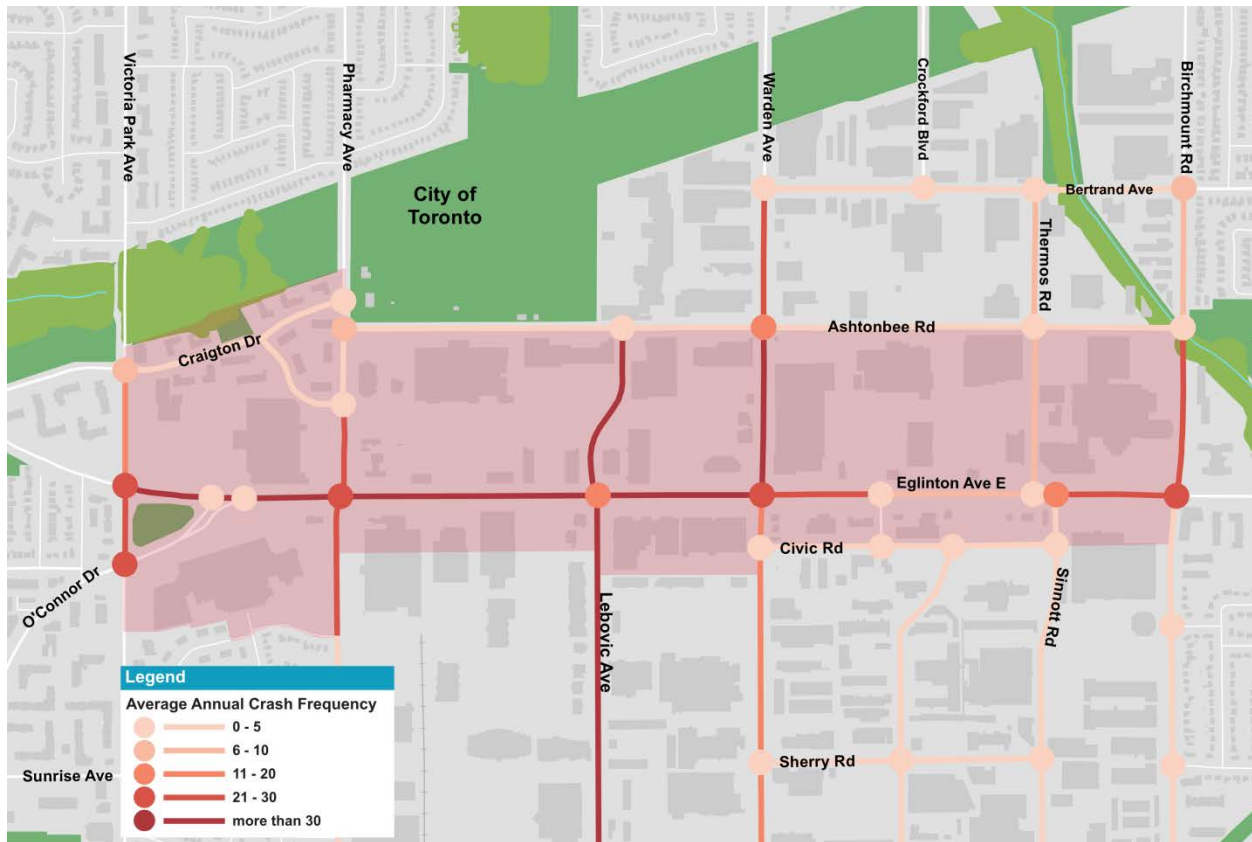 Victoria Park Ave
Pharmacy Ave
Warden Ave
Crockford Blvd
Birchmount Rd
City of
Toronto
Bertrand Ave
Thermos Rd
Ashtonbee Rd
Craigton Dr
Eglinton Ave E
Civic Rd
O'Connor Dr
Lebovic Ave
Sinnott Rd
Sherry Rd
Sunrise Ave
Legend
Average Annual Crash Frequency
0 - 5
6 - 10
11 - 20
21 - 30
more than 30